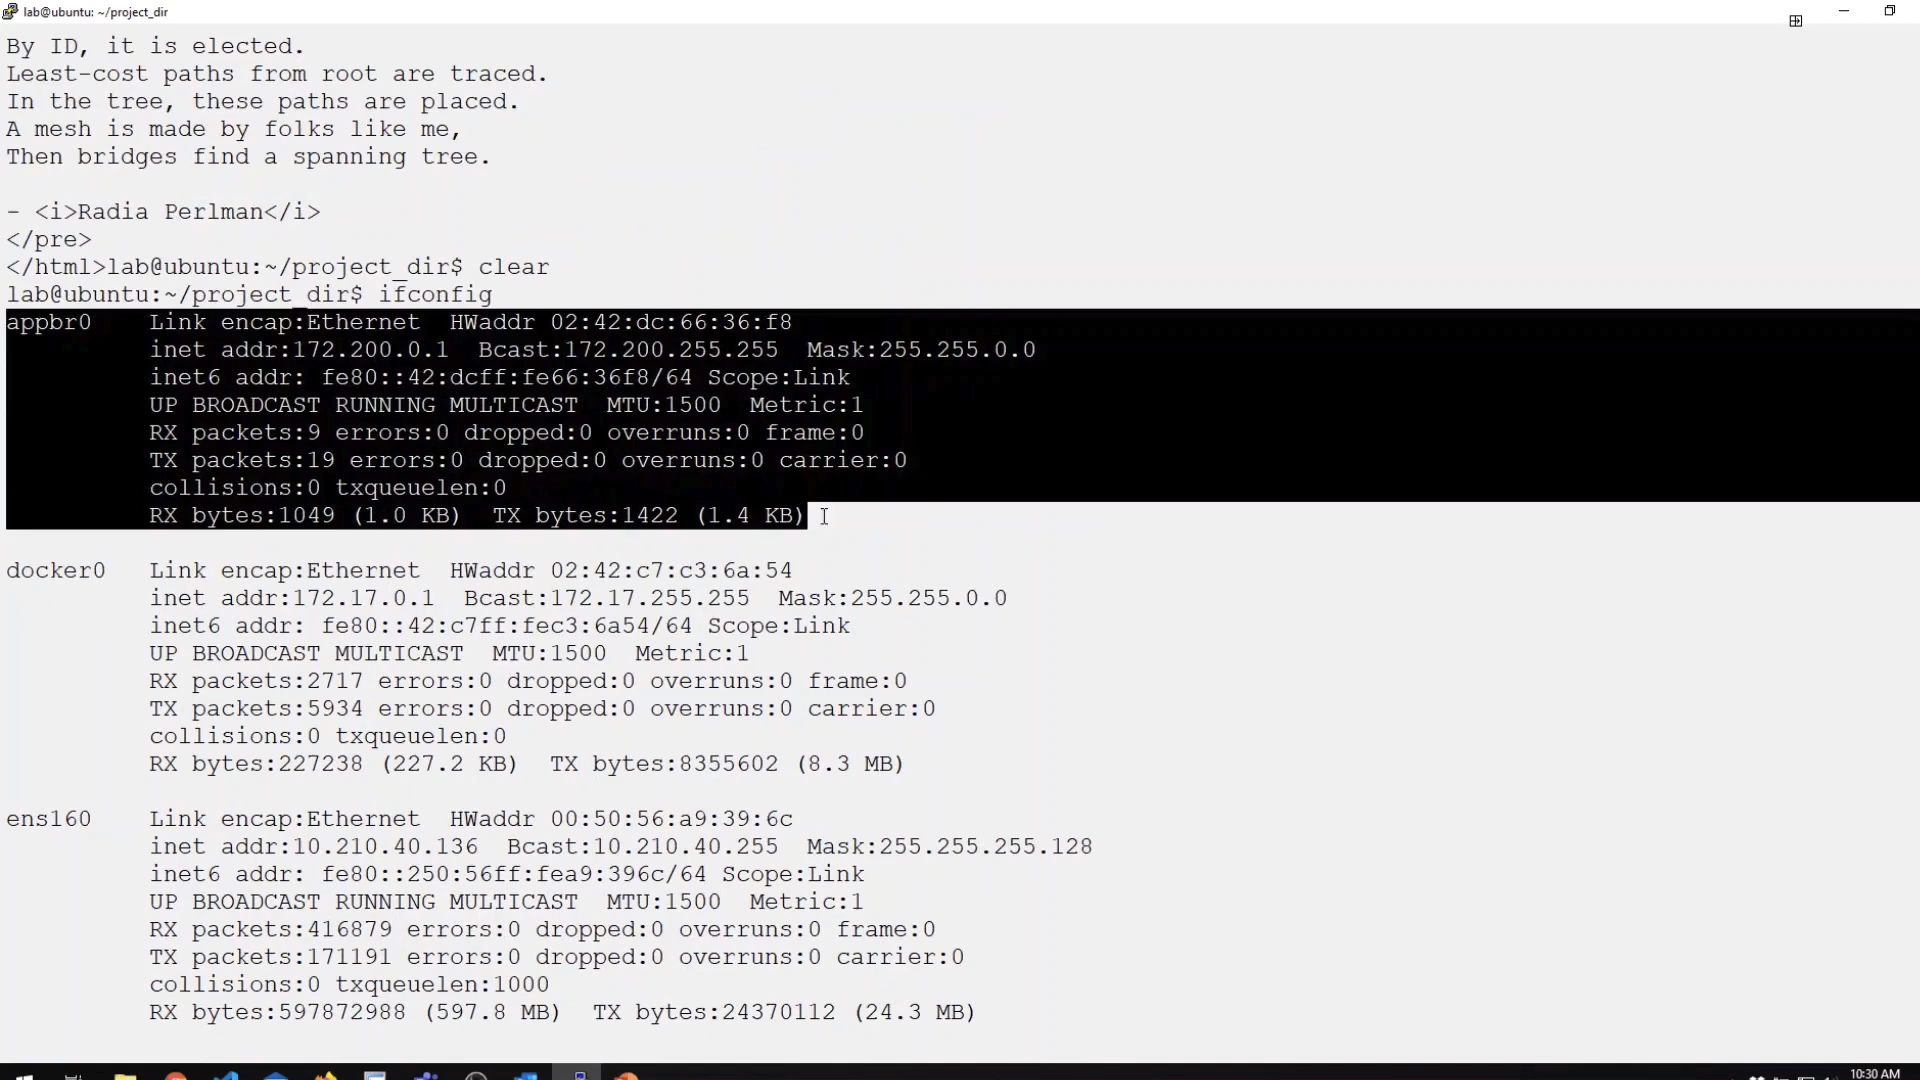 lab@ubuntu: ~/project_dir
By ID, it is elected.
Least-cost paths from root are traced.
In the tree, these paths are placed.
A mesh is made by folks like me,
Then bridges find a spanning tree.
- <i>Radia Perlman</i>
</pre>
</html>lab@ubuntu:~/project_dir$ clear
lab@ubuntu:~/project_dir$ ifconfig
appbr0    Link encap:Ethernet  HWaddr 02:42:dc:66:36:f8
          inet addr:172.200.0.1  Bcast:172.200.255.255  Mask:255.255.0.0
          inet6 addr: fe80::42:dcff:fe66:36f8/64 Scope:Link
          UP BROADCAST RUNNING MULTICAST  MTU:1500  Metric:1
          RX packets:9 errors:0 dropped:0 overruns:0 frame:0
          TX packets:19 errors:0 dropped:0 overruns:0 carrier:0
          collisions:0 txqueuelen:0
          RX bytes:1049 (1.0 KB)  TX bytes:1422 (1.4 KB)
docker0   Link encap:Ethernet  HWaddr 02:42:c7:c3:6a:54
          inet addr:172.17.0.1  Bcast:172.17.255.255  Mask:255.255.0.0
          inet6 addr: fe80::42:c7ff:fec3:6a54/64 Scope:Link
          UP BROADCAST MULTICAST  MTU:1500  Metric:1
          RX packets:2717 errors:0 dropped:0 overruns:0 frame:0
          TX packets:5934 errors:0 dropped:0 overruns:0 carrier:0
          collisions:0 txqueuelen:0
          RX bytes:227238 (227.2 KB)  TX bytes:8355602 (8.3 MB)
ens160    Link encap:Ethernet  HWaddr 00:50:56:a9:39:6c
          inet addr:10.210.40.136  Bcast:10.210.40.255  Mask:255.255.255.128
          inet6 addr: fe80::250:56ff:fea9:396c/64 Scope:Link
          UP BROADCAST RUNNING MULTICAST  MTU:1500  Metric:1
          RX packets:416879 errors:0 dropped:0 overruns:0 frame:0
          TX packets:171191 errors:0 dropped:0 overruns:0 carrier:0
          collisions:0 txqueuelen:1000
          RX bytes:597872988 (597.8 MB)  TX bytes:24370112 (24.3 MB)
10:30 AM